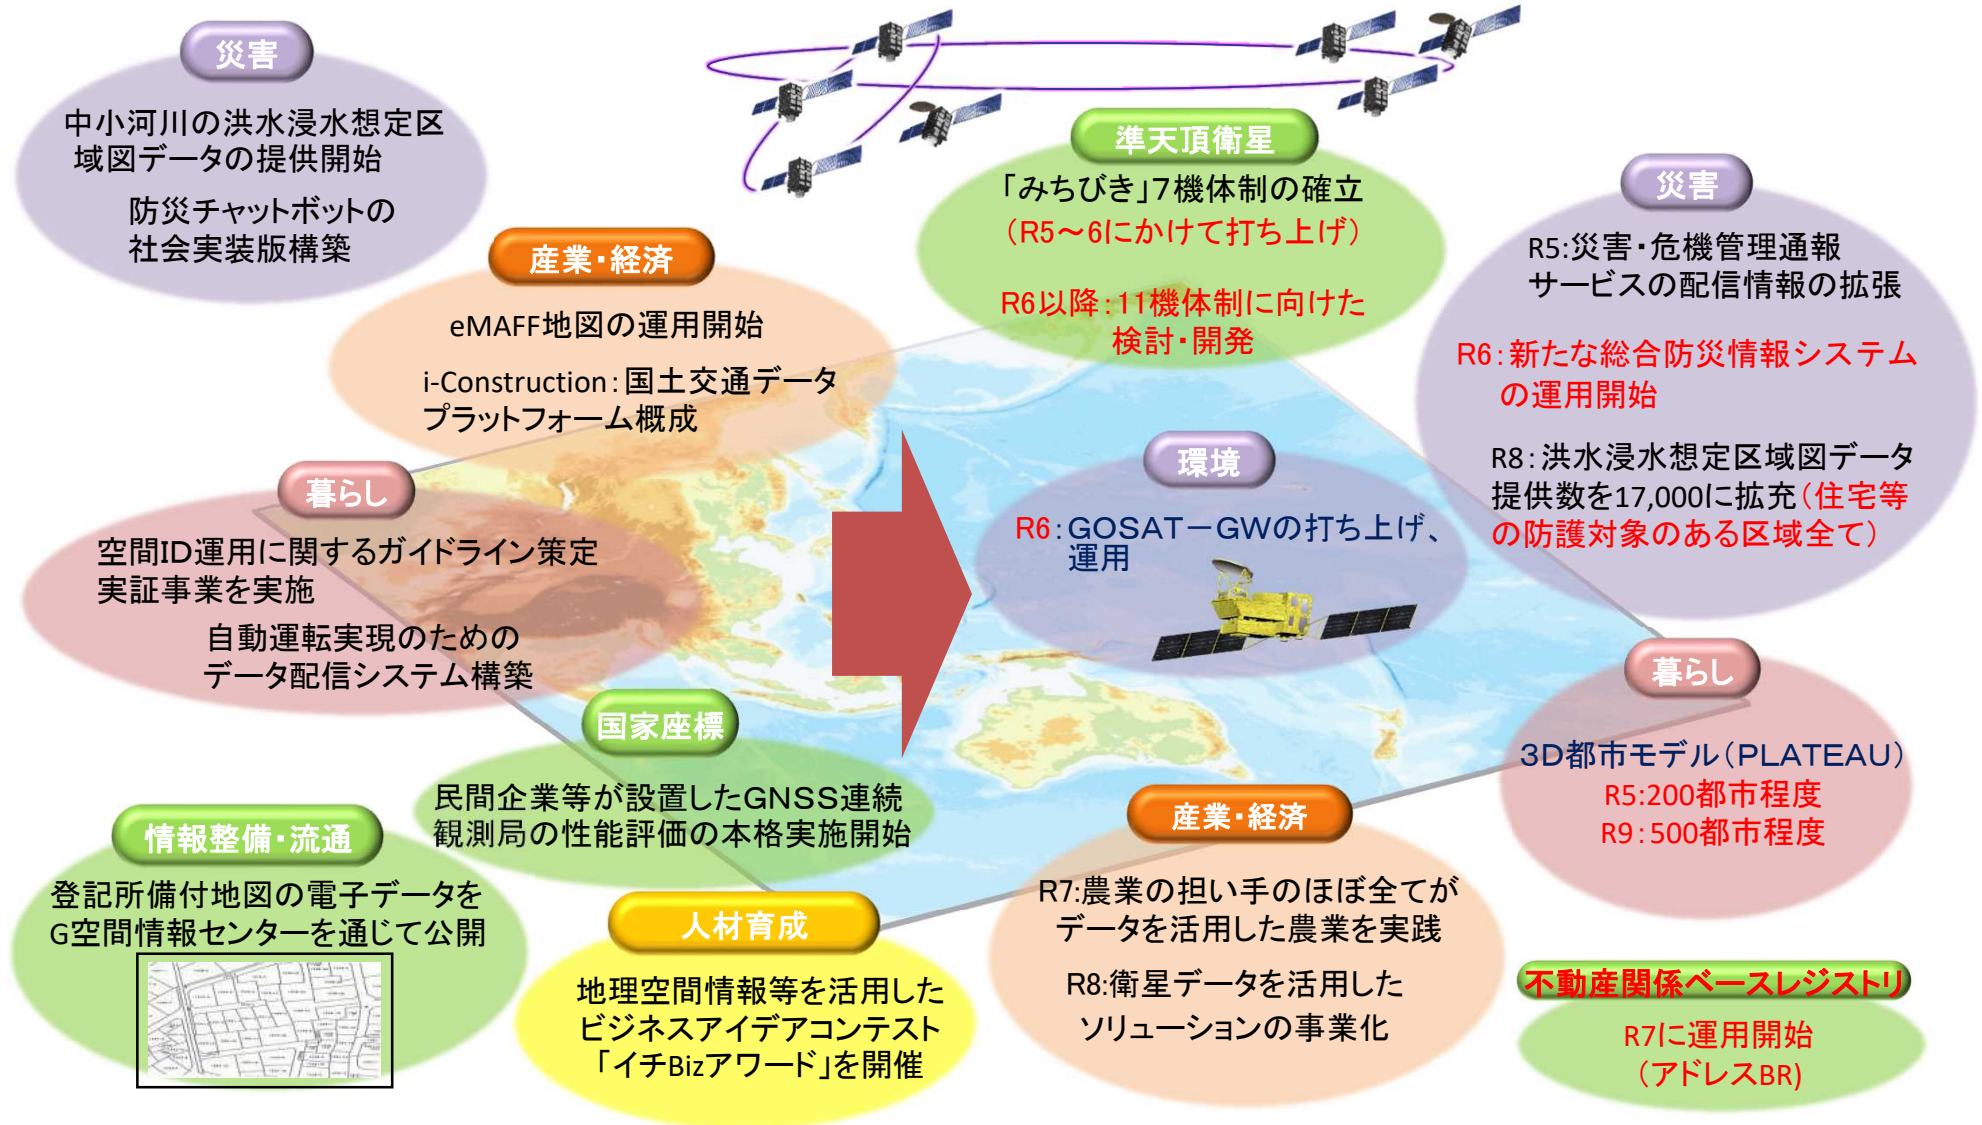 災害
中小河川の洪水浸水想定区
域図データの提供開始
防災チャットボットの
社会実装版構築
産業・経済
eMAFF地図の運用開始
i-Construction:国土交通データ
プラットフォーム概成
暮らし
空間ID運用に関するガイドライン策定
実証事業を実施
自動運転実現のための
データ配信システム構築
国家座標
民間企業等が設置したGNSS連続
観測局の性能評価の本格実施開始
情報整備・流通
登記所備付地図の電子データを
G空間情報センターを通じて公開
人材育成
地理空間情報等を活用した
ビジネスアイデアコンテスト
「イチBizアワード」を開催
準天頂衛星
「みちびき」7機体制の確立
（R5～6にかけて打ち上げ）
R6以降：11機体制に向けた
検討・開発
環境
R6：GOSAT－GWの打ち上げ、
運用
災害
R5:災害・危機管理通報
サービスの配信情報の拡張
R6：新たな総合防災情報システム
の運用開始
R8：洪水浸水想定区域図データ
提供数を17,000に拡充（住宅等
の防護対象のある区域全て）
暮らし
3D都市モデル（PLATEAU）
R5:200都市程度
R9：500都市程度
産業・経済
R7:農業の担い手のほぼ全てが
データを活用した農業を実践
R8:衛星データを活用した
ソリューションの事業化
不動産関係ベースレジストリ
R7に運用開始
（アドレスBR)